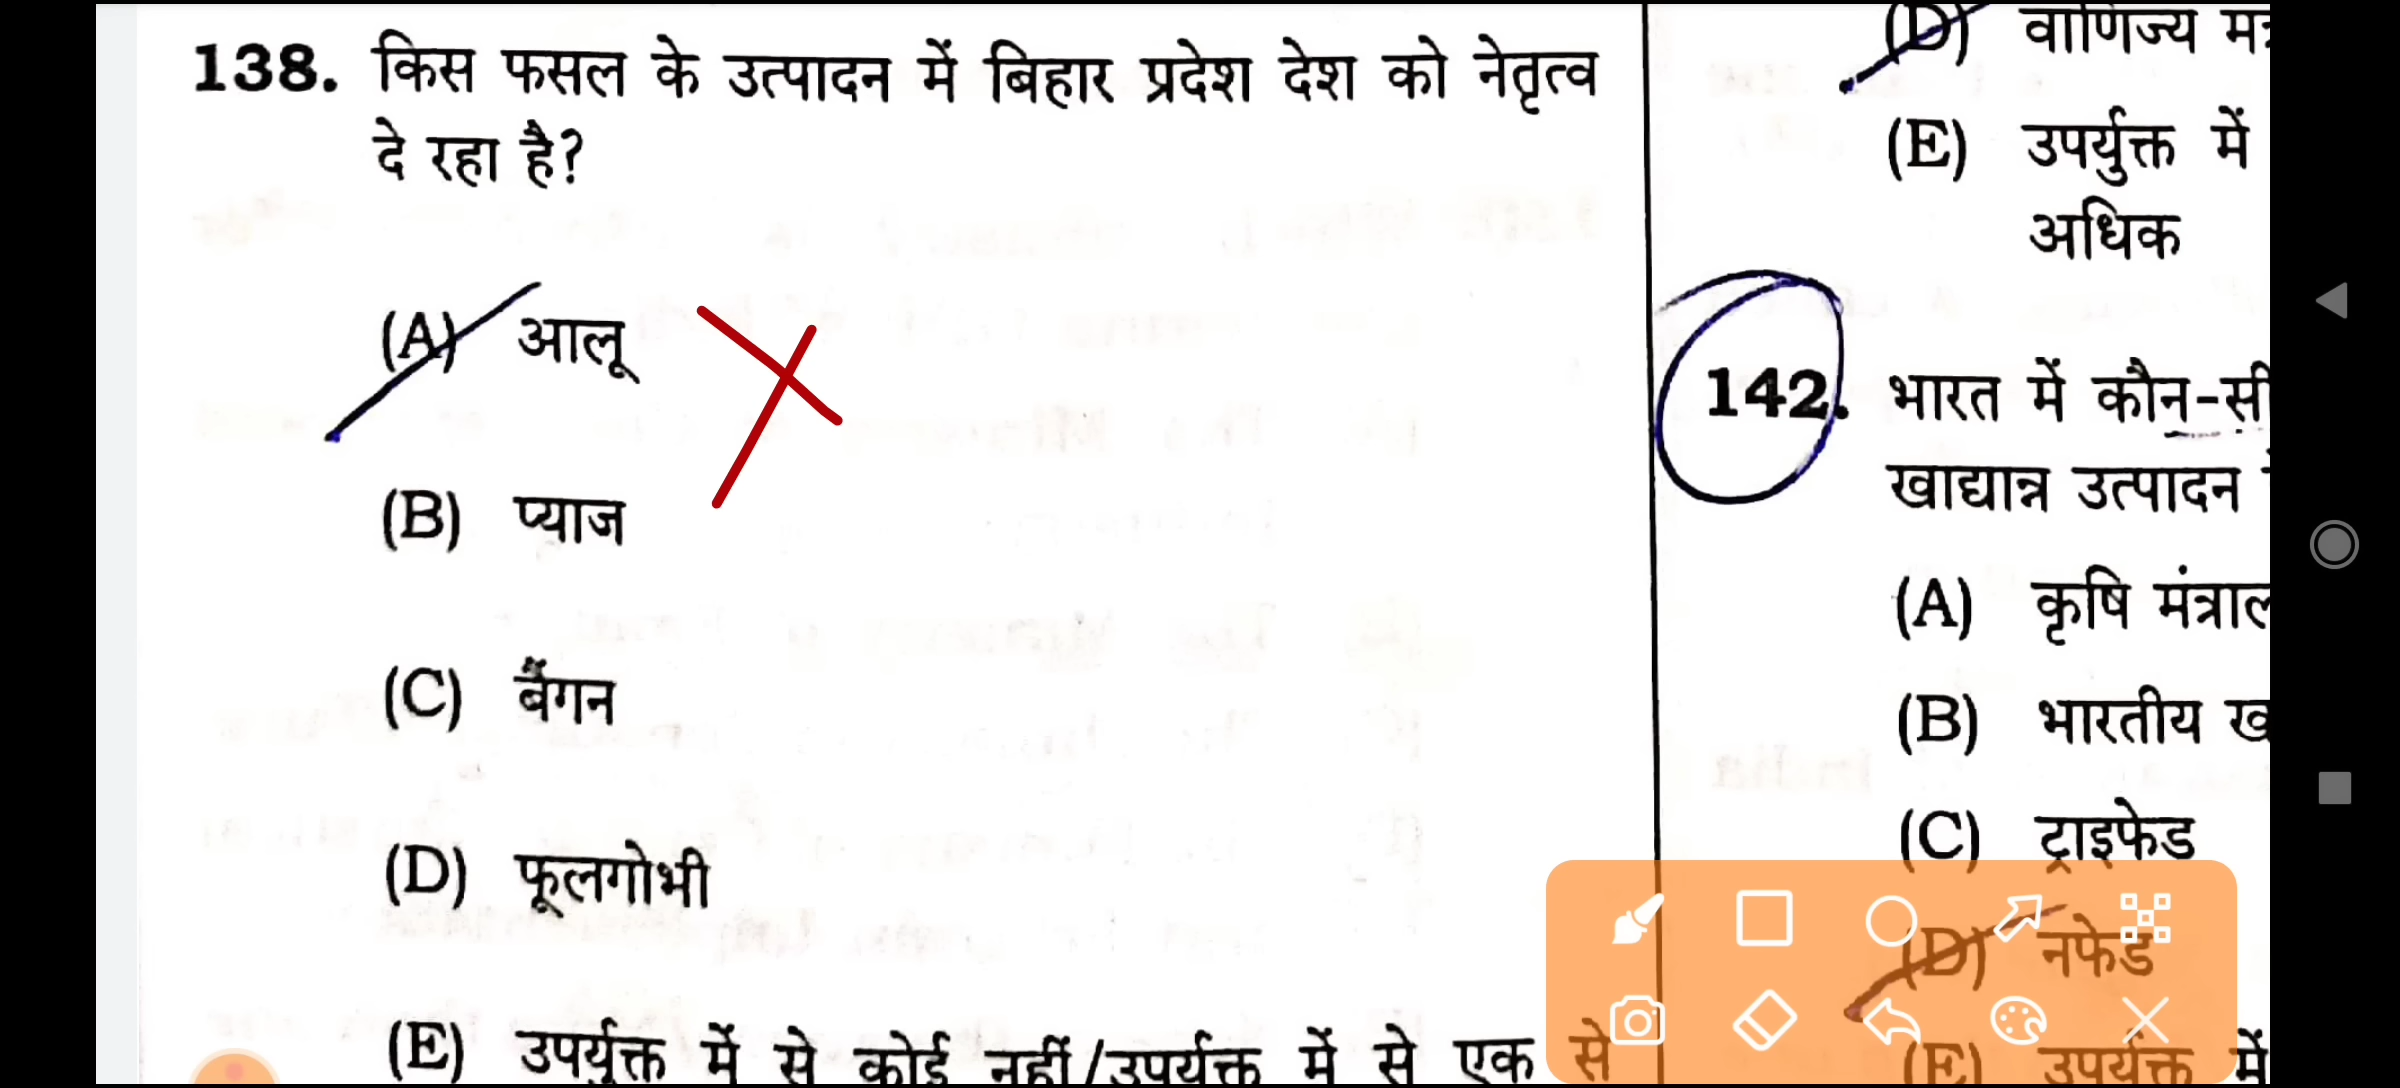 138. किस फसल के उत्पादन में बिहार प्रदेश देश को नेतृत्व
दे रहा है?
(A) आलू
(B) प्याज
(C) बैंगन
(D) फूलगोभी
(E) उपर्युक्त में से कोई नहीं/उपर्युक्त में से एक से
(D) वाणिज्य
(E) उपर्युक्त में
अधिक
142. भारत में कौन-सी
खाद्यान्न उत्पादन
(A) कृषि
(B) भारतीय
(C) ट्राइफेड
(D) नफेड
(E) उपर्युक्त में